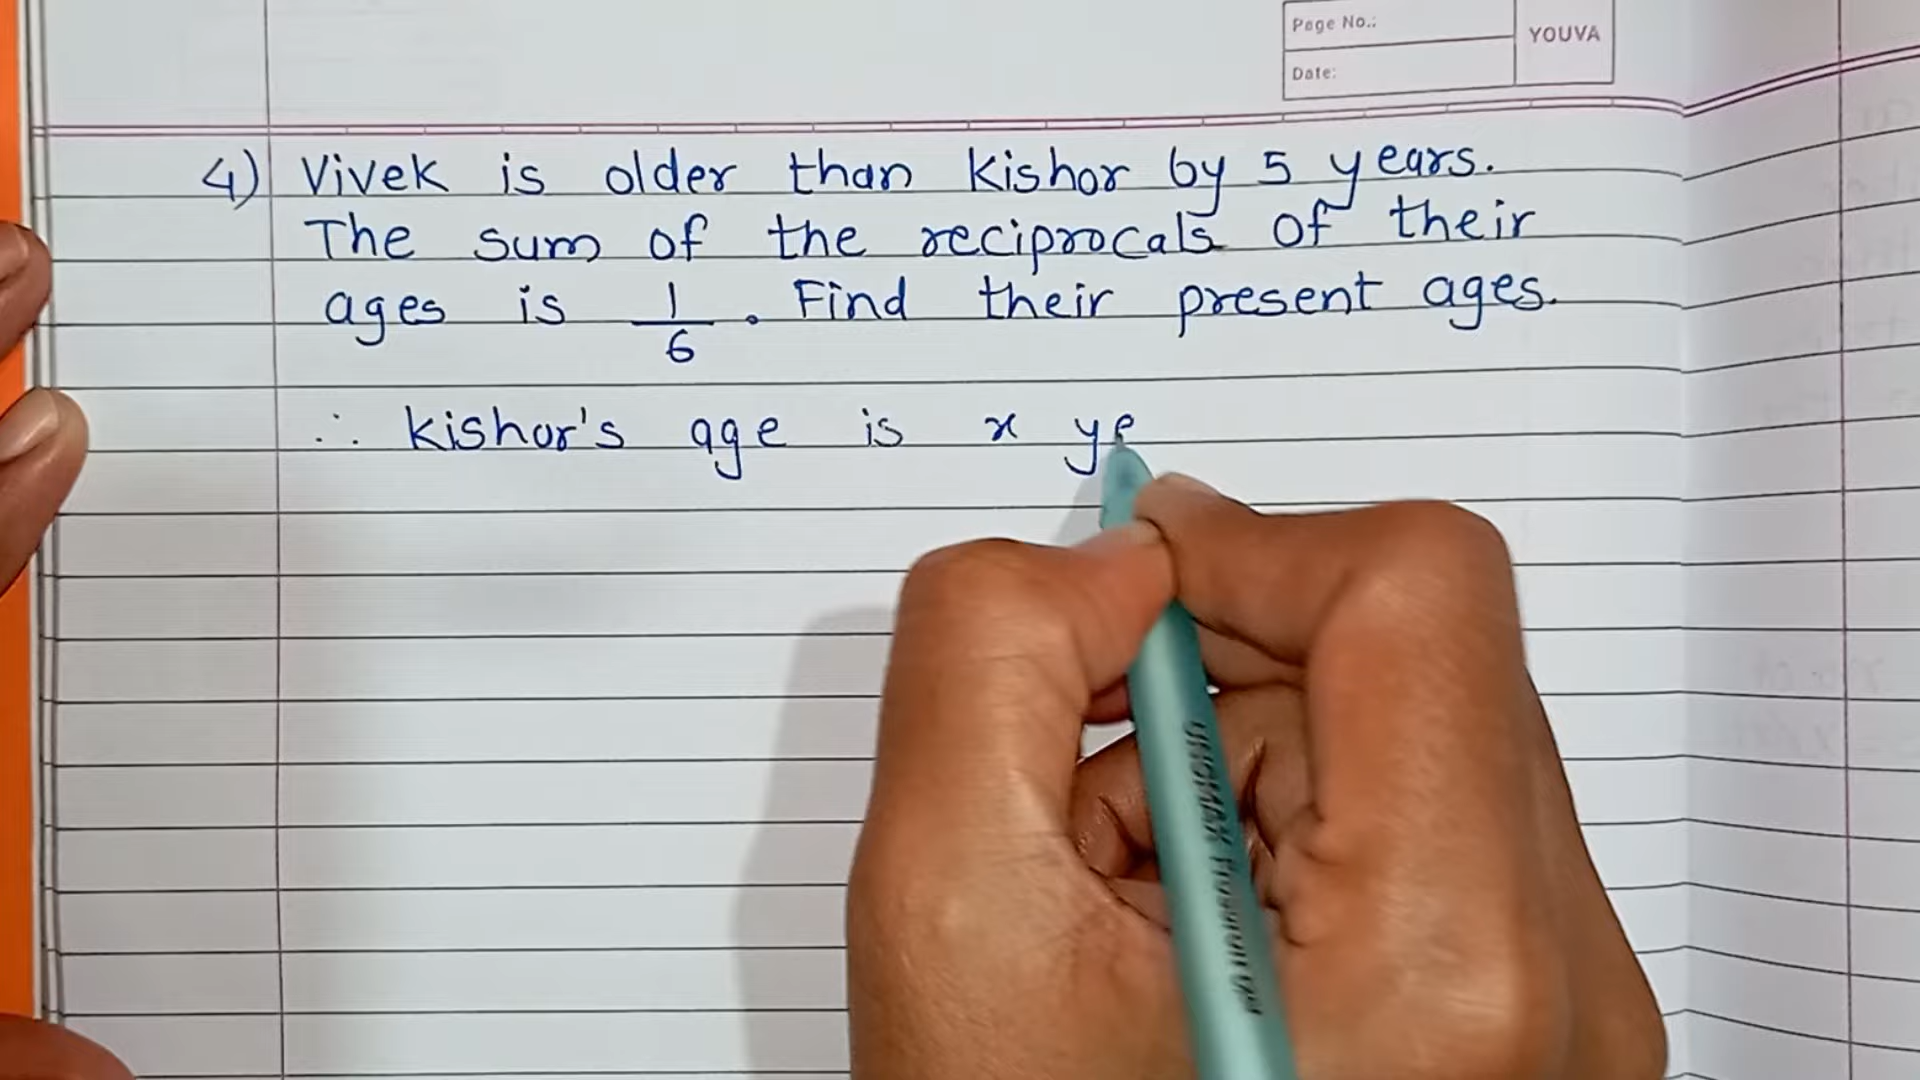 Page No.:
YOUVA
Date:
4) Vivek is older than Kishor by 5 years.
The sum of the reciprocals of their
ages is 1/6. Find their present ages.
∴ Kishor's age is x ye
UNOMAX